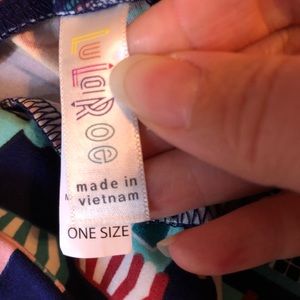 LuLaRoe
made in
vietnam
ONE SIZE